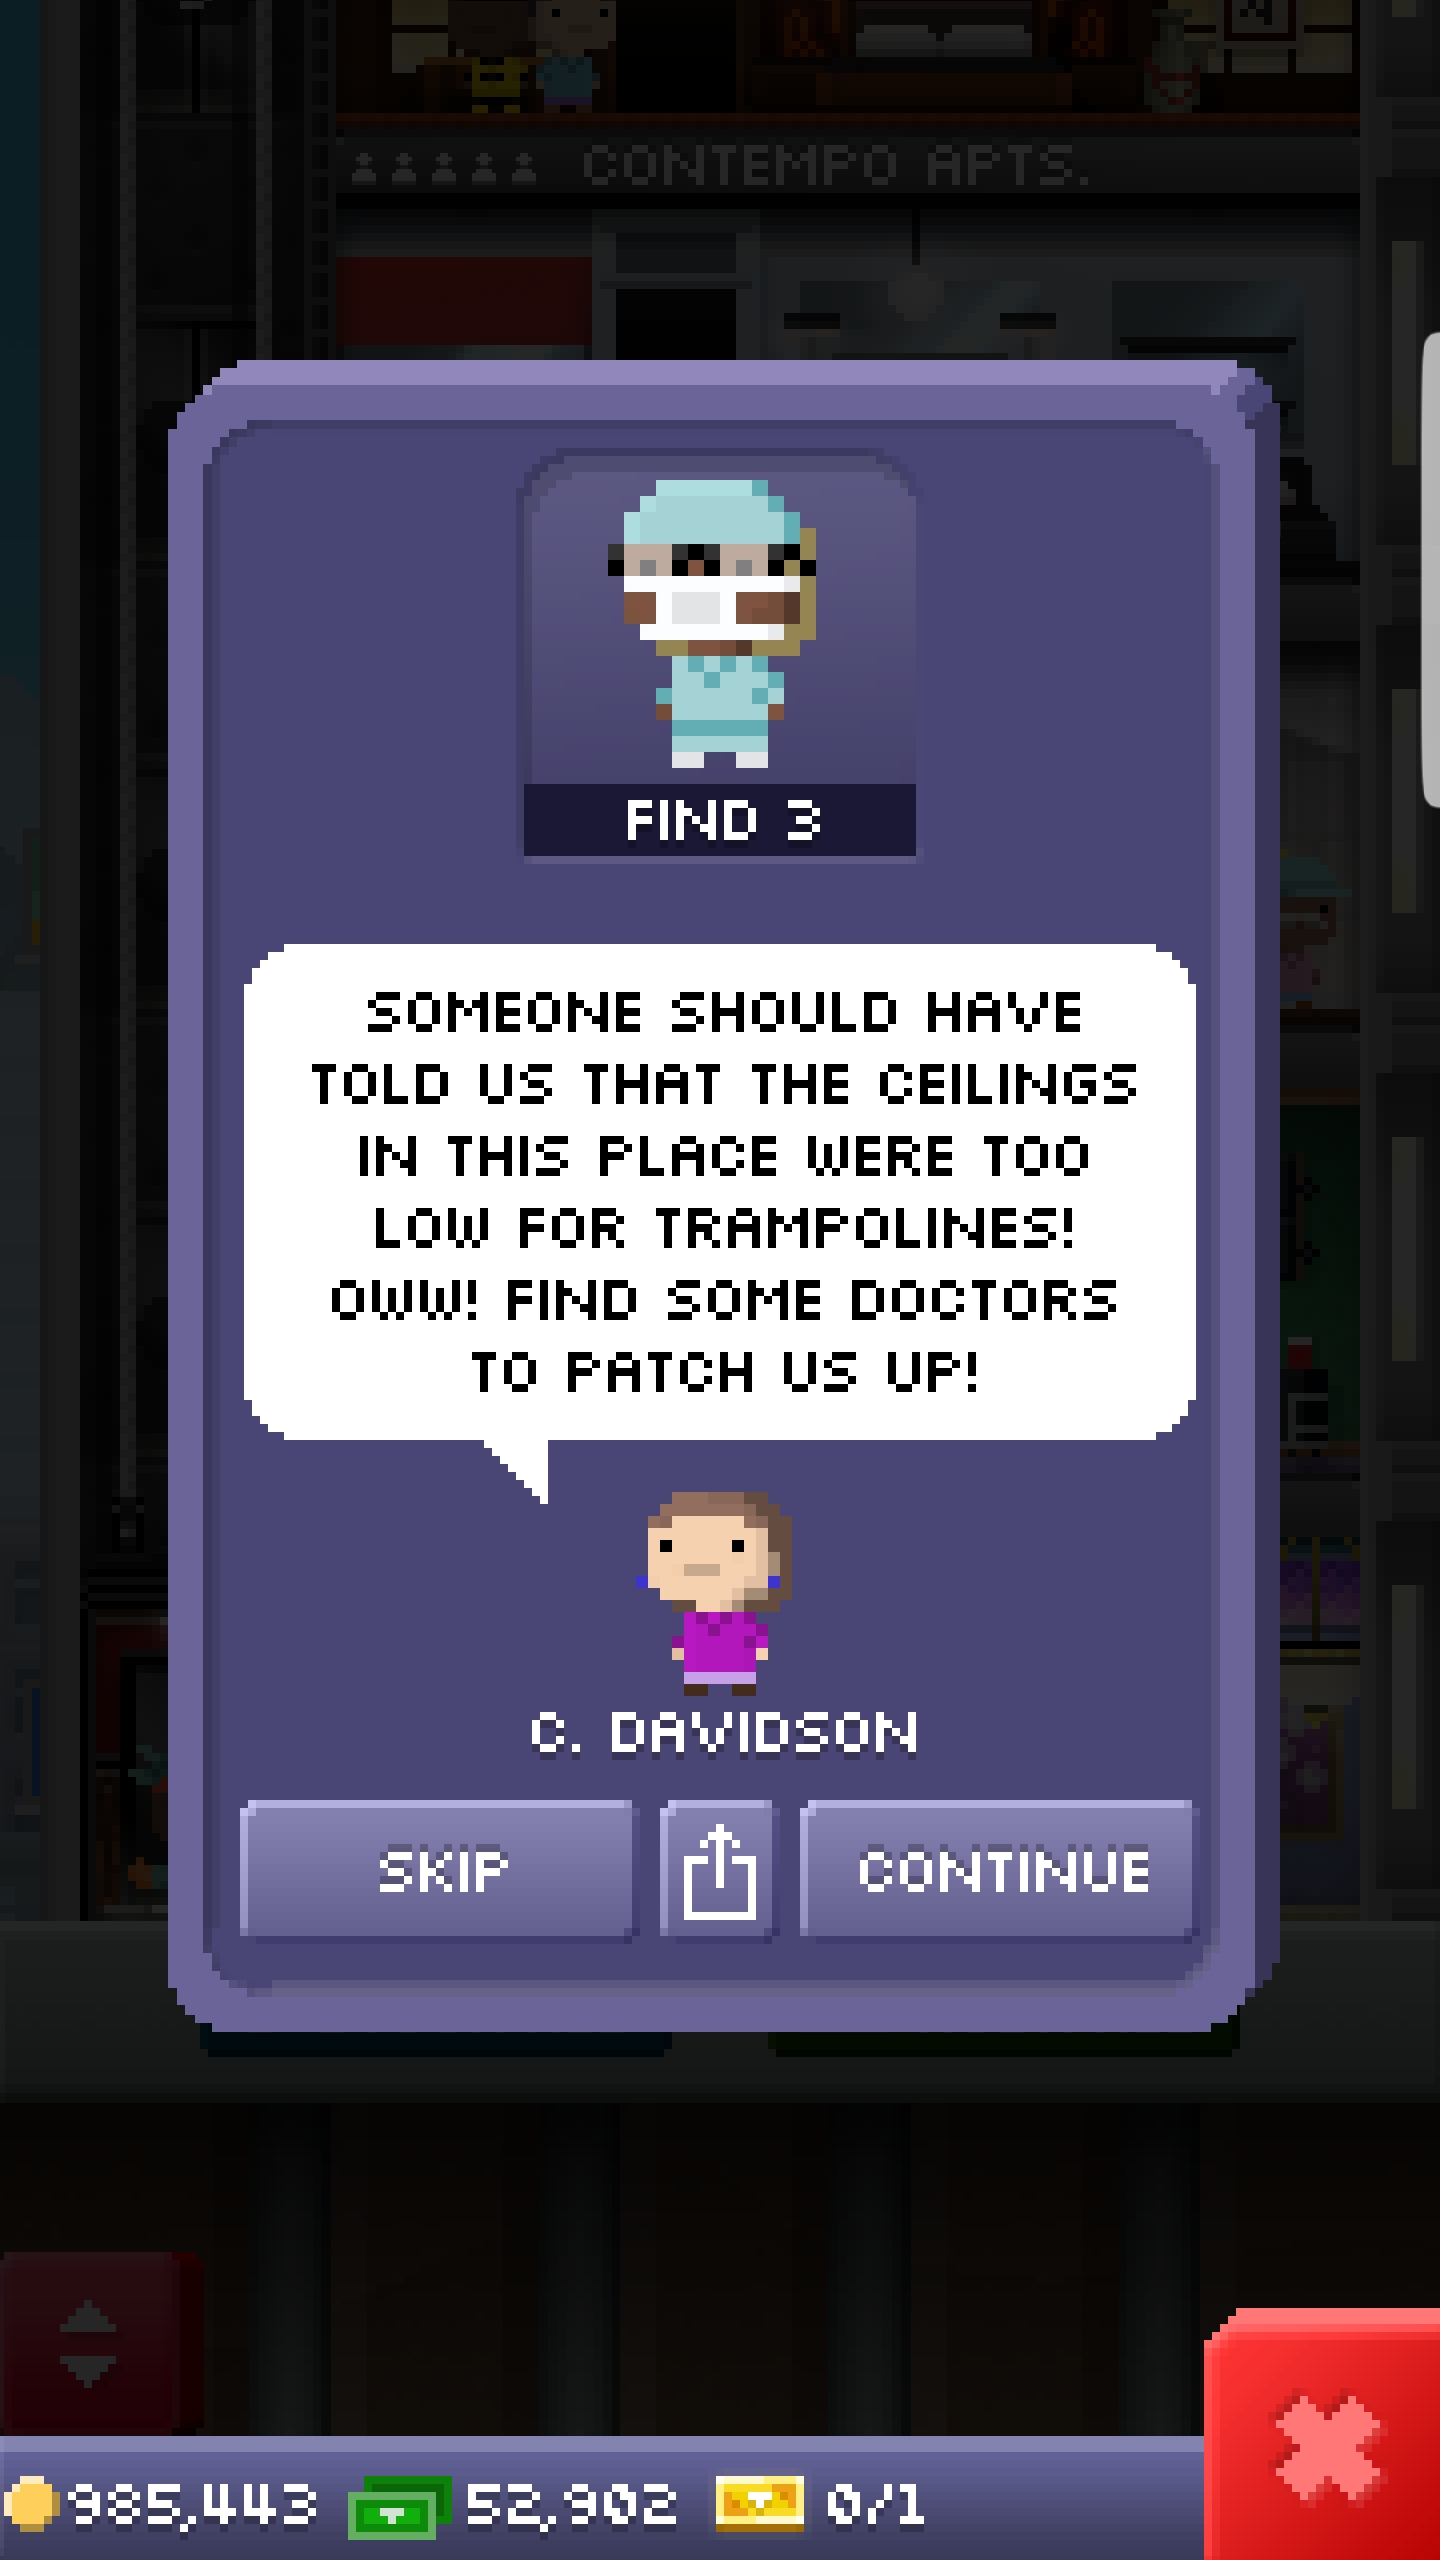 CONTEMPO APTS.
FIND 3
SOMEONE SHOULD HAVE
TOLD US THAT THE CEILINGS
IN THIS PLACE WERE TOO
LOW FOR TRAMPOLINES!
OWW! FIND SOME DOCTORS
TO PATCH US UP!
C. DAVIDSON
SKIP
CONTINUE
985,443 52,902 0/1